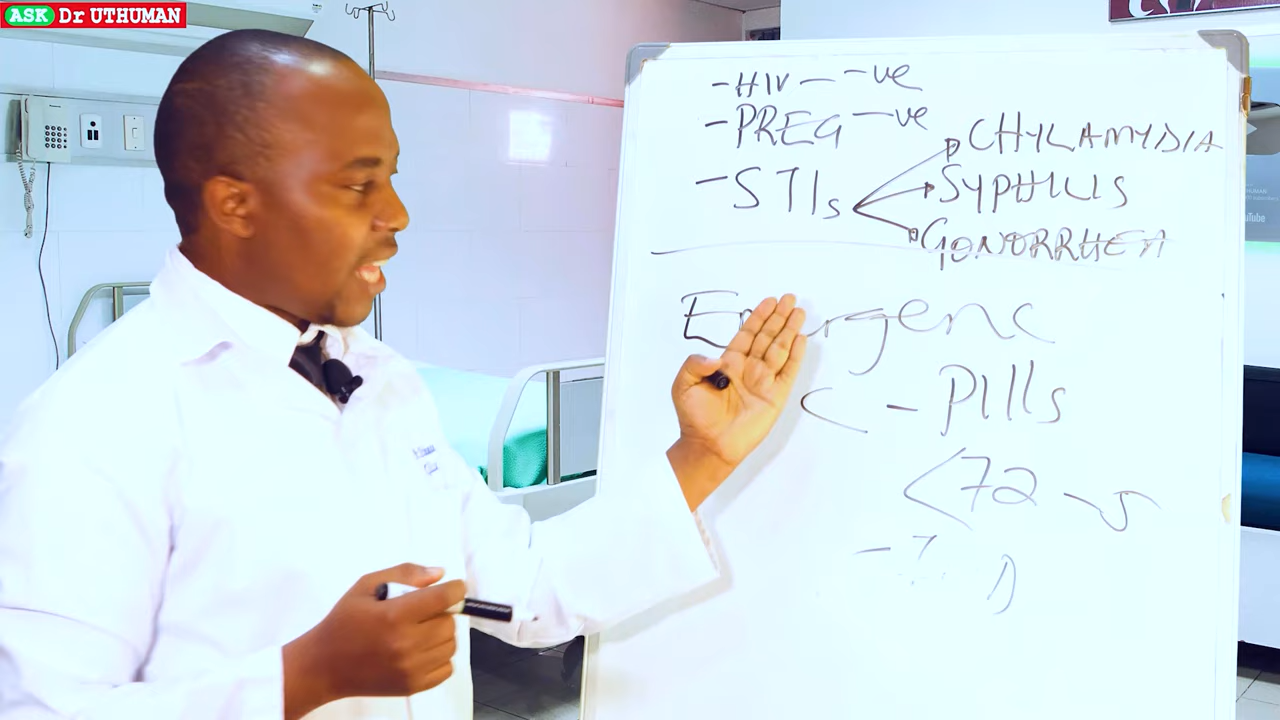 ASK Dr UTHUMAN
-HIV - -ve
-PREG -ve
-STIs
CHYLAMYDIA
SYPHILIS
GONORRHEA
Emergenc
C - Pills
<72